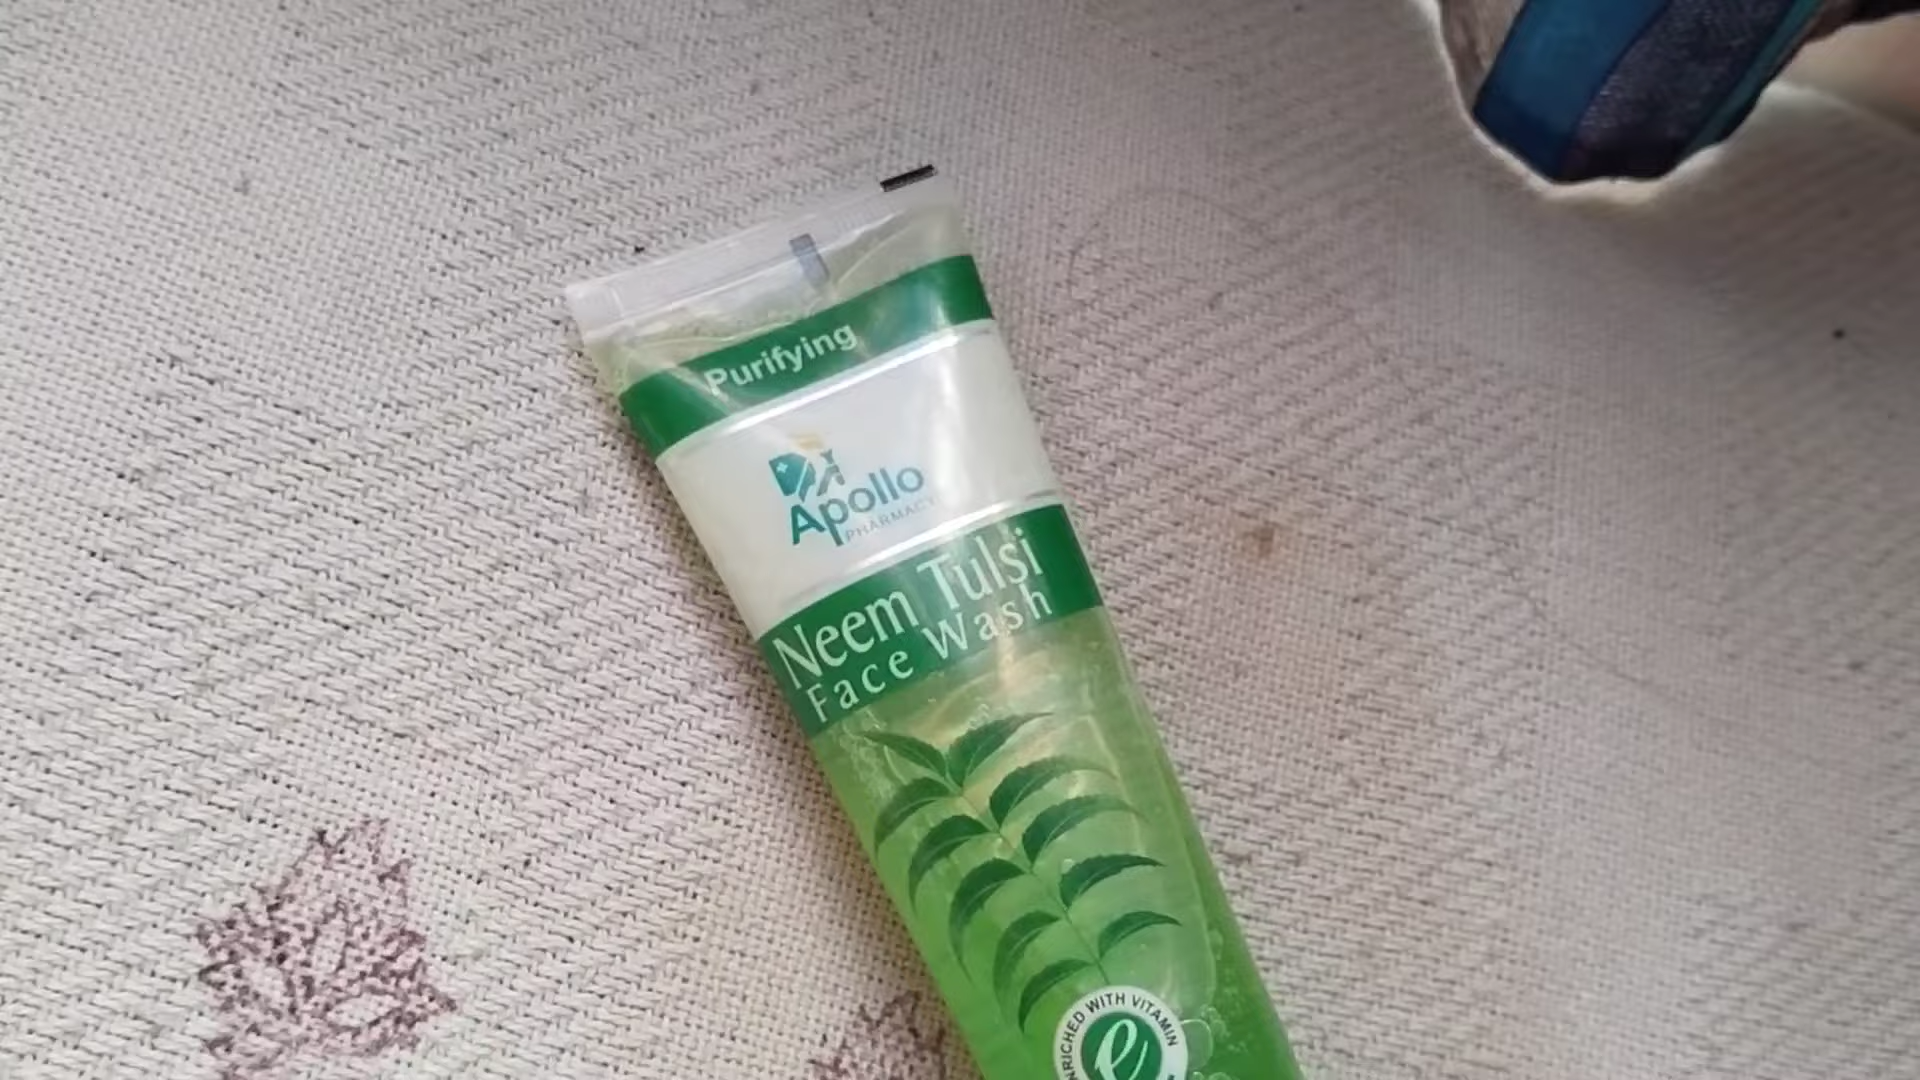 Purifying
Apollo
PHARMACY
Neem Tulsi
Face Wash
ENRICHED WITH VITAMIN
e